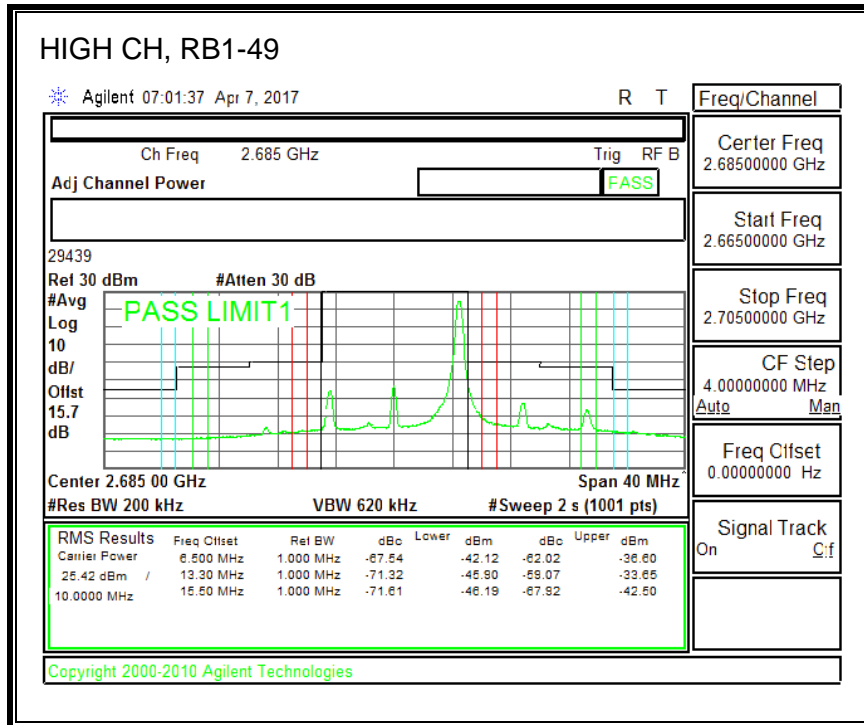 HIGH CH, RB1-49
Agilent 07:01:37 Apr 7, 2017 R T
Freq/Channel
Ch Freq 2.685 GHz Trig RF B
Adj Channel Power FASS
Center Freq
2.68500000 GHz
Start Freq
2.66500000 GHz
Stop Freq
2.70500000 GHz
CF Step
4.00000000 MHz
Auto Man
Freq Offset
0.00000000 Hz
Signal Track
On Off
29439
Ref 30 dBm #Atten 30 dB
#Avg
Log
10
dB/
Offst
15.7
dB
PASS LIMIT1
Center 2.685 00 GHz Span 40 MHz
#Res BW 200 kHz VBW 620 kHz #Sweep 2 s (1001 pts)
RMS Results Freq Offset Ref BW dBc Lower dBm dBc Upper dBm
Carrier Power 6.500 MHz 1.000 MHz -67.54 -42.12 -62.02 -36.60
25.42 dBm / 13.30 MHz 1.000 MHz -71.32 -45.90 -59.07 -33.65
10.0000 MHz 15.50 MHz 1.000 MHz -71.61 -46.19 -67.92 -42.50
Copyright 2000-2010 Agilent Technologies